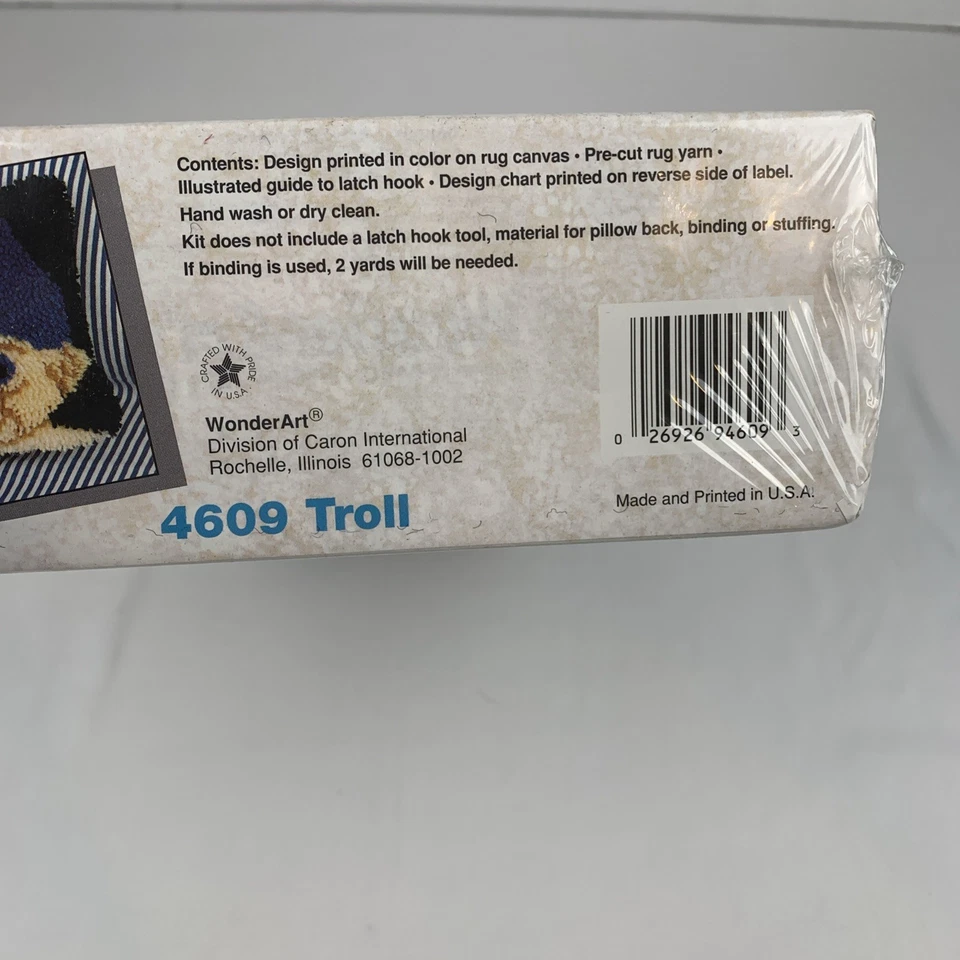 Contents: Design printed in color on rug canvas • Pre-cut rug yarn •
Illustrated guide to latch hook • Design chart printed on reverse side of label.
Hand wash or dry clean.
Kit does not include a latch hook tool, material for pillow back, binding or stuffing.
If binding is used, 2 yards will be needed.
CRAFTED WITH PRIDE
IN U.S.A.
WonderArt®
Division of Caron International
Rochelle, Illinois 61068-1002
4609 Troll
0 26926 94609 3
Made and Printed in U.S.A.